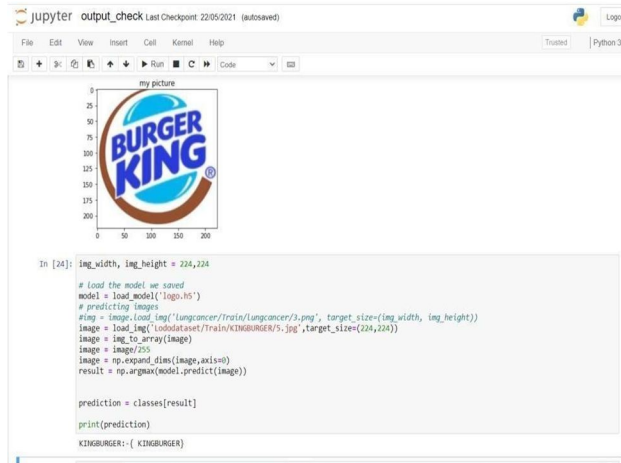 jupyter output_check Last Checkpoint: 22/05/2021 (autosaved)
Logo
File Edit View Insert Cell Kernel Help
Trusted
Python 3
Run
Code
my picture
0
25
50
75
100
125
150
175
200
BURGER
KING
®
0 50 100 150 200
In [24]: img_width, img_height = 224,224
# load the model we saved
model = load_model('logo.h5')
# predicting images
#img = image.load_img('lungcancer/Train/lungcancer/3.png', target_size=(img_width, img_height))
image = load_img('Lododataset/Train/KINGBURGER/5.jpg',target_size=(224,224))
image = img_to_array(image)
image = image/255
image = np.expand_dims(image,axis=0)
result = np.argmax(model.predict(image))
prediction = classes[result]
print(prediction)
KINGBURGER:-{ KINGBURGER}